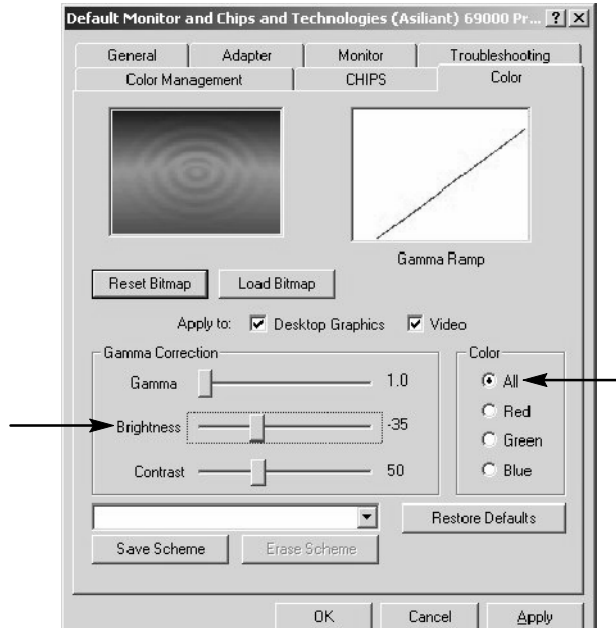 Default Monitor and Chips and Technologies (Asiliant) 69000 Pr... ? ×
General Adapter Monitor Troubleshooting
Color Management CHIPS Color
Gamma Ramp
Reset Bitmap Load Bitmap
Apply to: Desktop Graphics Video
Gamma Correction
Gamma 1.0
Brightness -35
Contrast 50
Color
All
Red
Green
Blue
Restore Defaults
Save Scheme Erase Scheme
OK Cancel Apply